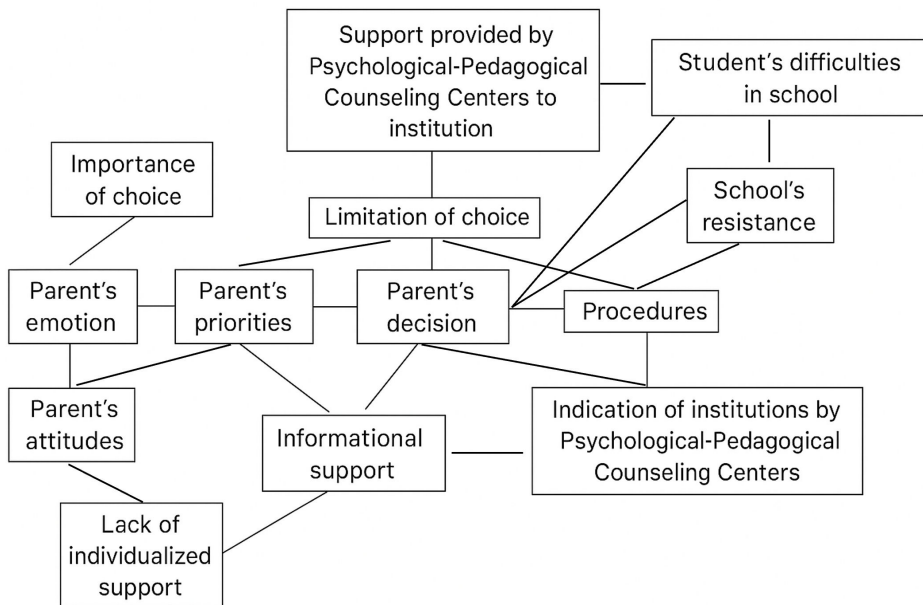 Support provided by
Psychological-Pedagogical
Counseling Centers to
institution
Student’s difficulties
in school
Importance
of choice
School’s
resistance
Limitation of choice
Parent’s
emotion
Parent’s
priorities
Parent’s
decision
Procedures
Parent’s
attitudes
Informational
support
Indication of institutions by
Psychological-Pedagogical
Counseling Centers
Lack of
individualized
support